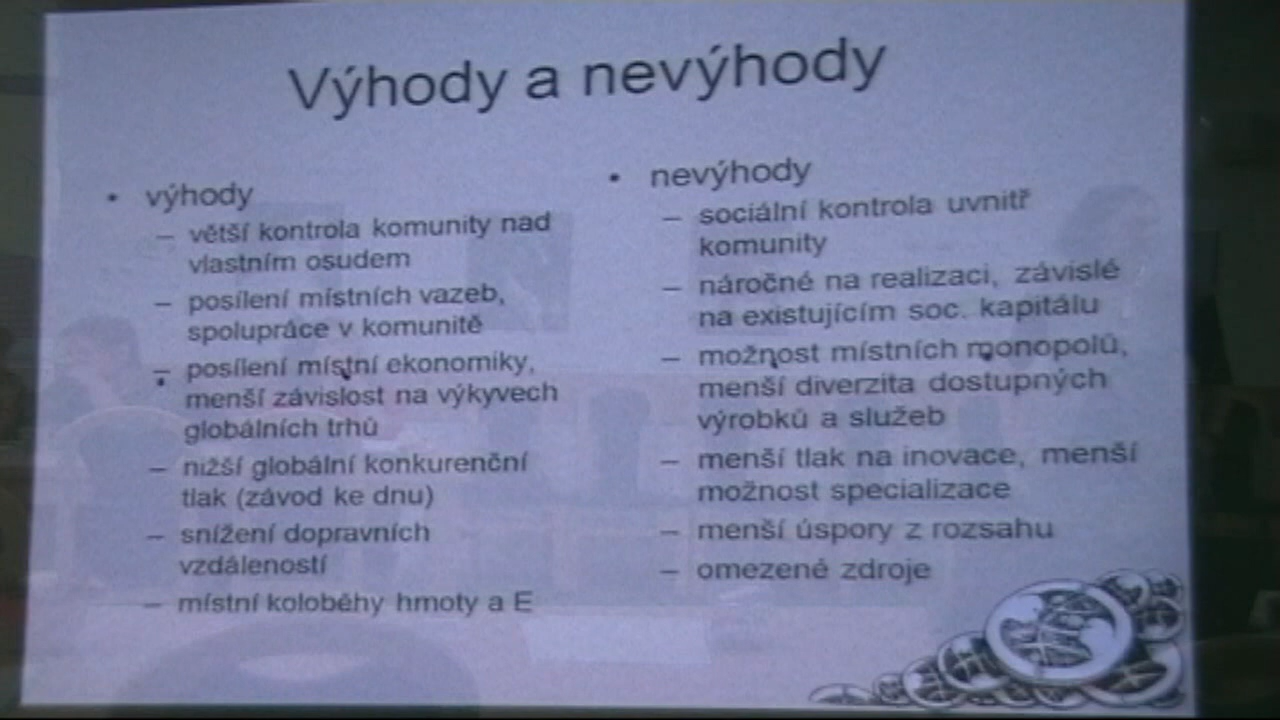 Výhody a nevýhody
• výhody
– větší kontrola komunity nad
vlastním osudem
– posílení místních vazeb,
spolupráce v komunitě
– posílení místní ekonomiky,
menší závislost na výkyvech
globálních trhů
– nižší globální konkurenční
tlak (závod ke dnu)
– snížení dopravních
vzdáleností
– místní koloběhy hmoty a E
• nevýhody
– sociální kontrola uvnitř
komunity
– náročné na realizaci, závislé
na existujícím soc. kapitálu
– možnost místních monopolů,
menší diverzita dostupných
výrobků a služeb
– menší tlak na inovace, menší
možnost specializace
– menší úspory z rozsahu
– omezené zdroje